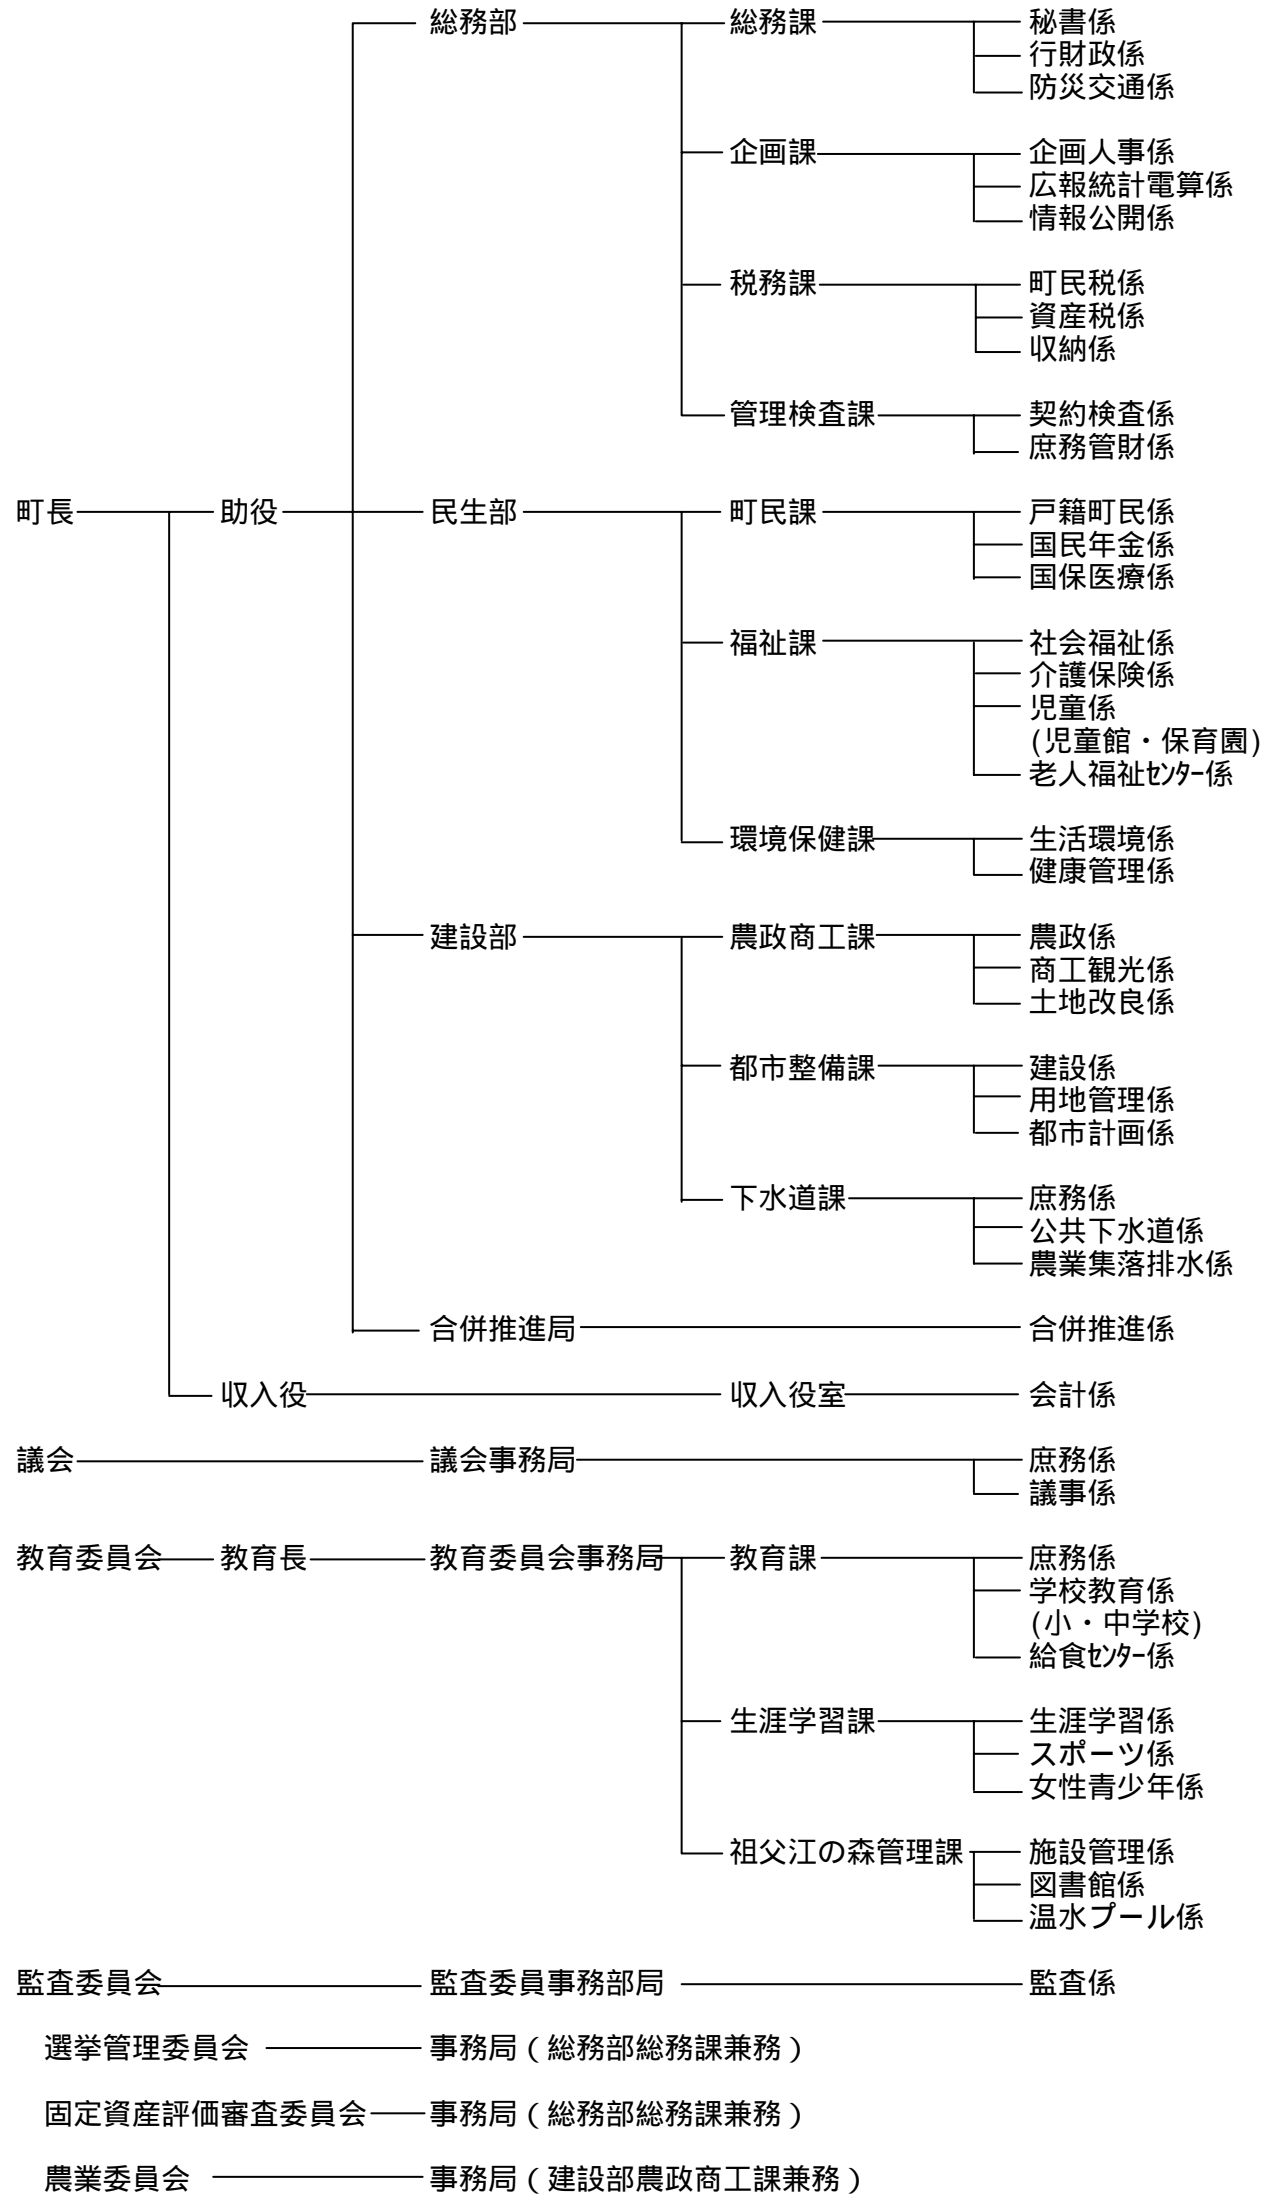 総務部 総務課 秘書係
行財政係
防災交通係
企画課 企画人事係
広報統計電算係
情報公開係
税務課 町民税係
資産税係
収納係
管理検査課 契約検査係
庶務管財係
町長 助役 民生部 町民課 戸籍町民係
国民年金係
国保医療係
福祉課 社会福祉係
介護保険係
児童係
(児童館・保育園)
老人福祉ｾﾝﾀｰ係
環境保健課 生活環境係
健康管理係
建設部 農政商工課 農政係
商工観光係
土地改良係
都市整備課 建設係
用地管理係
都市計画係
下水道課 庶務係
公共下水道係
農業集落排水係
合併推進局 合併推進係
収入役 収入役室 会計係
議会 議会事務局 庶務係
議事係
教育委員会 教育長 教育委員会事務局 教育課 庶務係
学校教育係
(小・中学校)
給食ｾﾝﾀｰ係
生涯学習課 生涯学習係
スポーツ係
女性青少年係
祖父江の森管理課 施設管理係
図書館係
温水プール係
監査委員会 監査委員事務部局 監査係
選挙管理委員会 事務局（総務部総務課兼務）
固定資産評価審査委員会 事務局（総務部総務課兼務）
農業委員会 事務局（建設部農政商工課兼務）